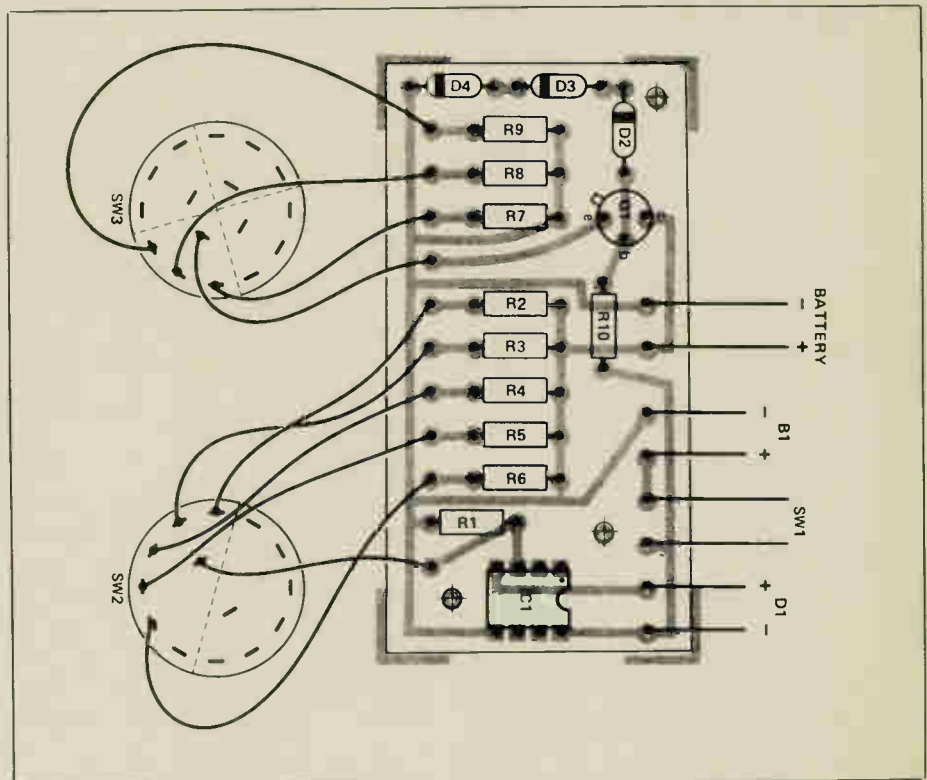 D4
D3
D2
R9
R8
R7
SW3
Q1
e
b
R2
R3
R4
R5
R6
R10
BATTERY
-
+
B1
-
+
SW1
D1
+
-
R1
IC1
SW2